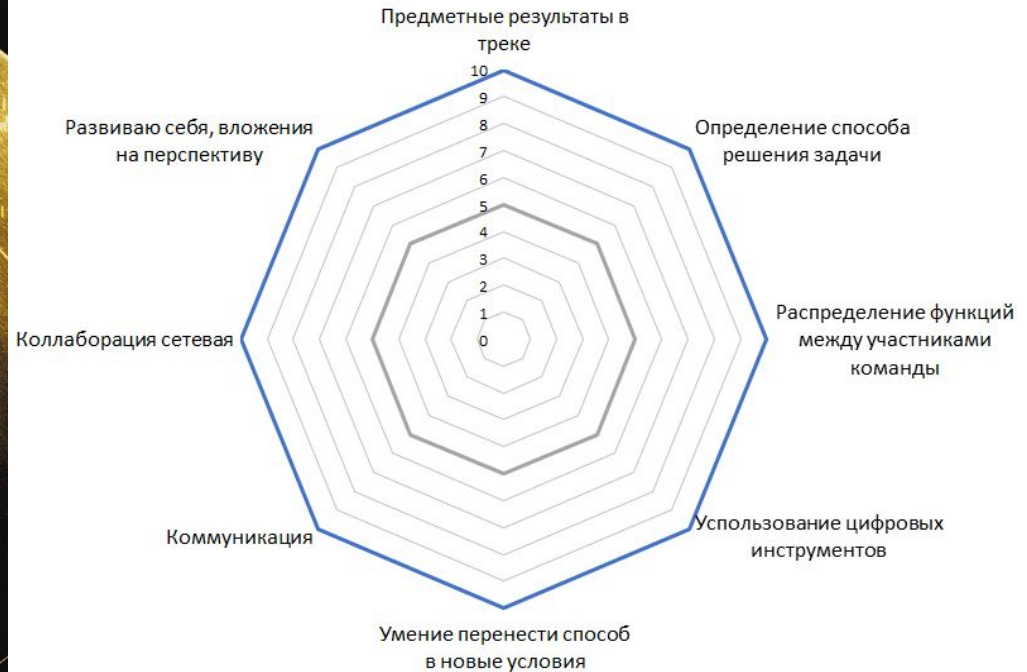 Предметные результаты в
треке
10
9
8
7
6
5
4
3
2
1
0
Определение способа
решения задачи
Распределение функций
между участниками
команды
Успользование цифровых
инструментов
Умение перенести способ
в новые условия
Коммуникация
Коллаборация сетевая
Развиваю себя, вложения
на перспективу